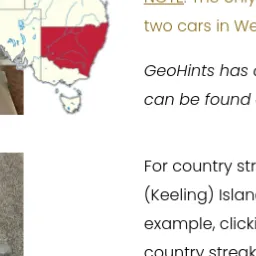 NOTE: The only
two cars in We
GeoHints has
can be found
For country str
(Keeling) Islan
example, clicki
country streak